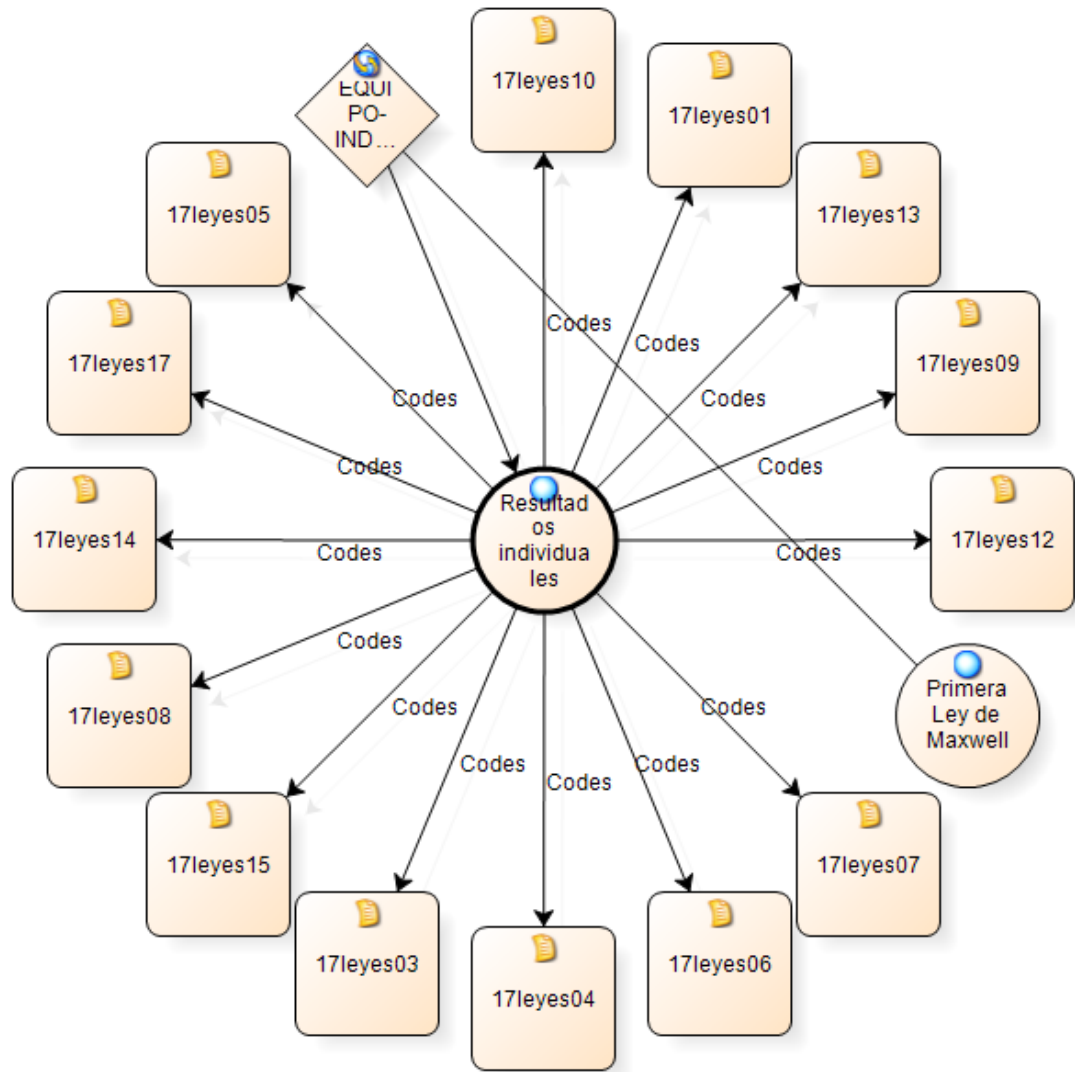 17leyes10
17leyes01
EQUI
PO-
IND...
17leyes13
17leyes05
17leyes09
17leyes17
Codes
Codes
Codes
Codes
Codes
Codes
17leyes14
Resultad
os
individua
les
17leyes12
Codes
Codes
Codes
17leyes08
Primera
Ley de
Maxwell
Codes
Codes
Codes
Codes
Codes
17leyes15
17leyes07
17leyes03
17leyes06
17leyes04